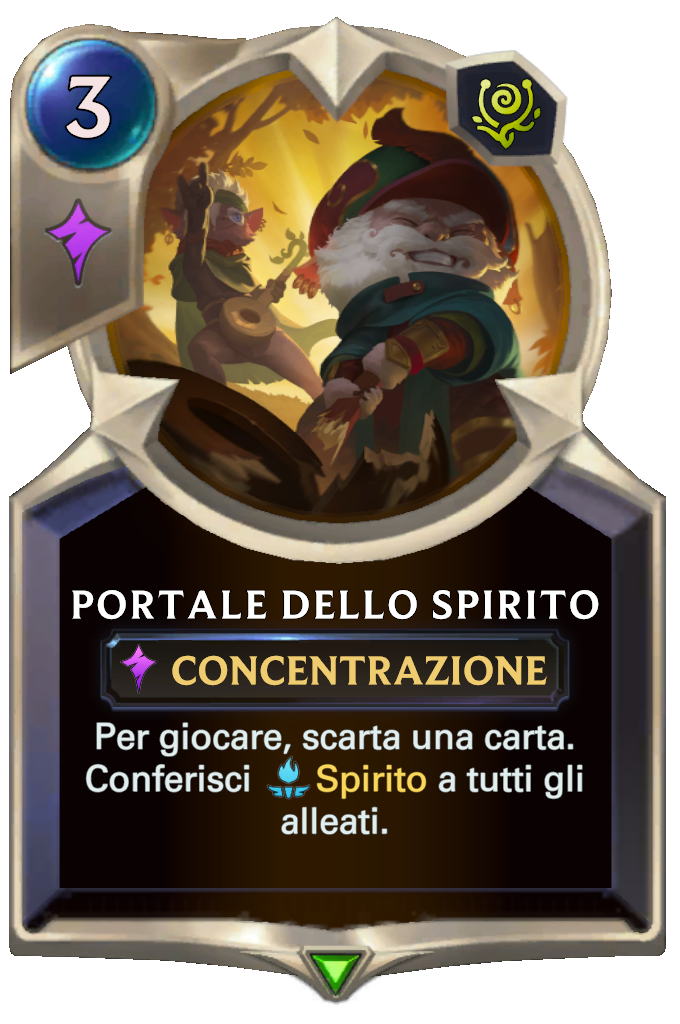 3
PORTALE DELLO SPIRITO
CONCENTRAZIONE
Per giocare, scarta una carta.
Conferisci Spirito a tutti gli
alleati.